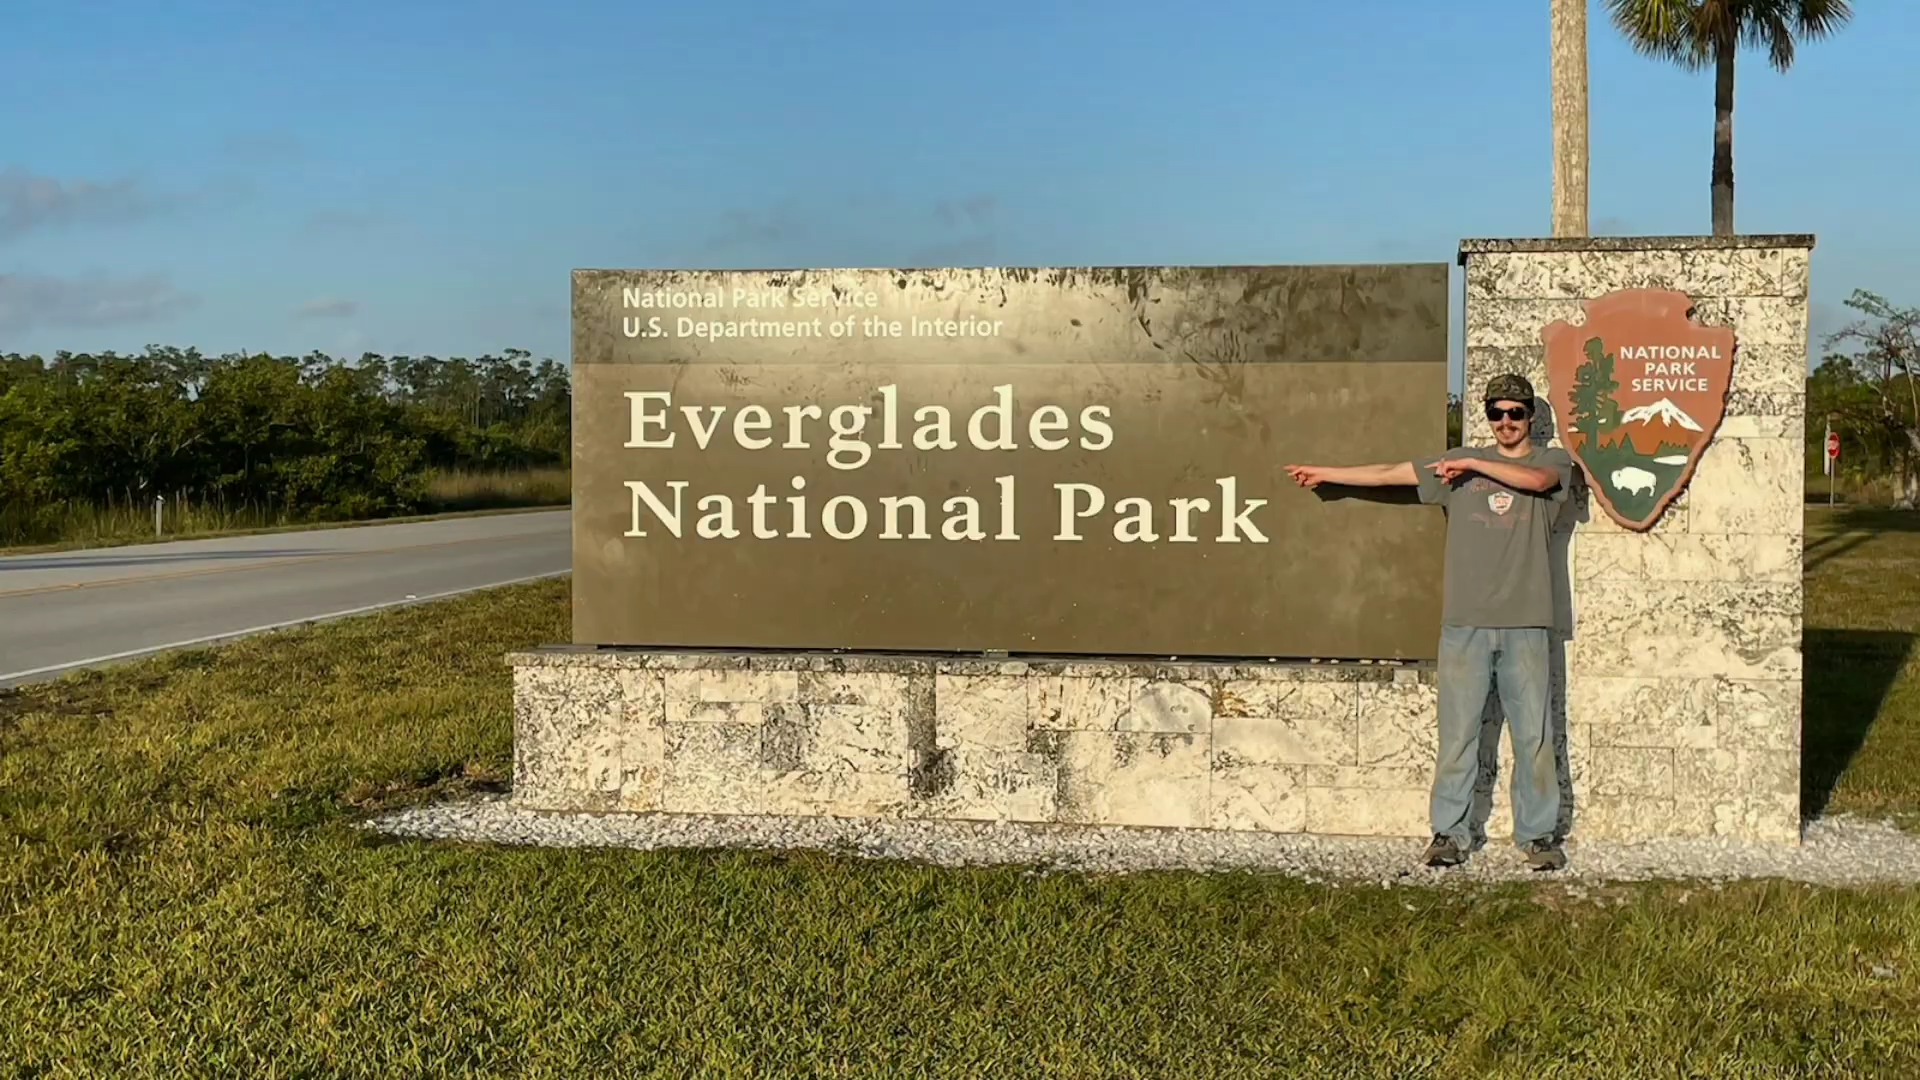 National Park Service
U.S. Department of the Interior
Everglades
National Park
NATIONAL
PARK
SERVICE